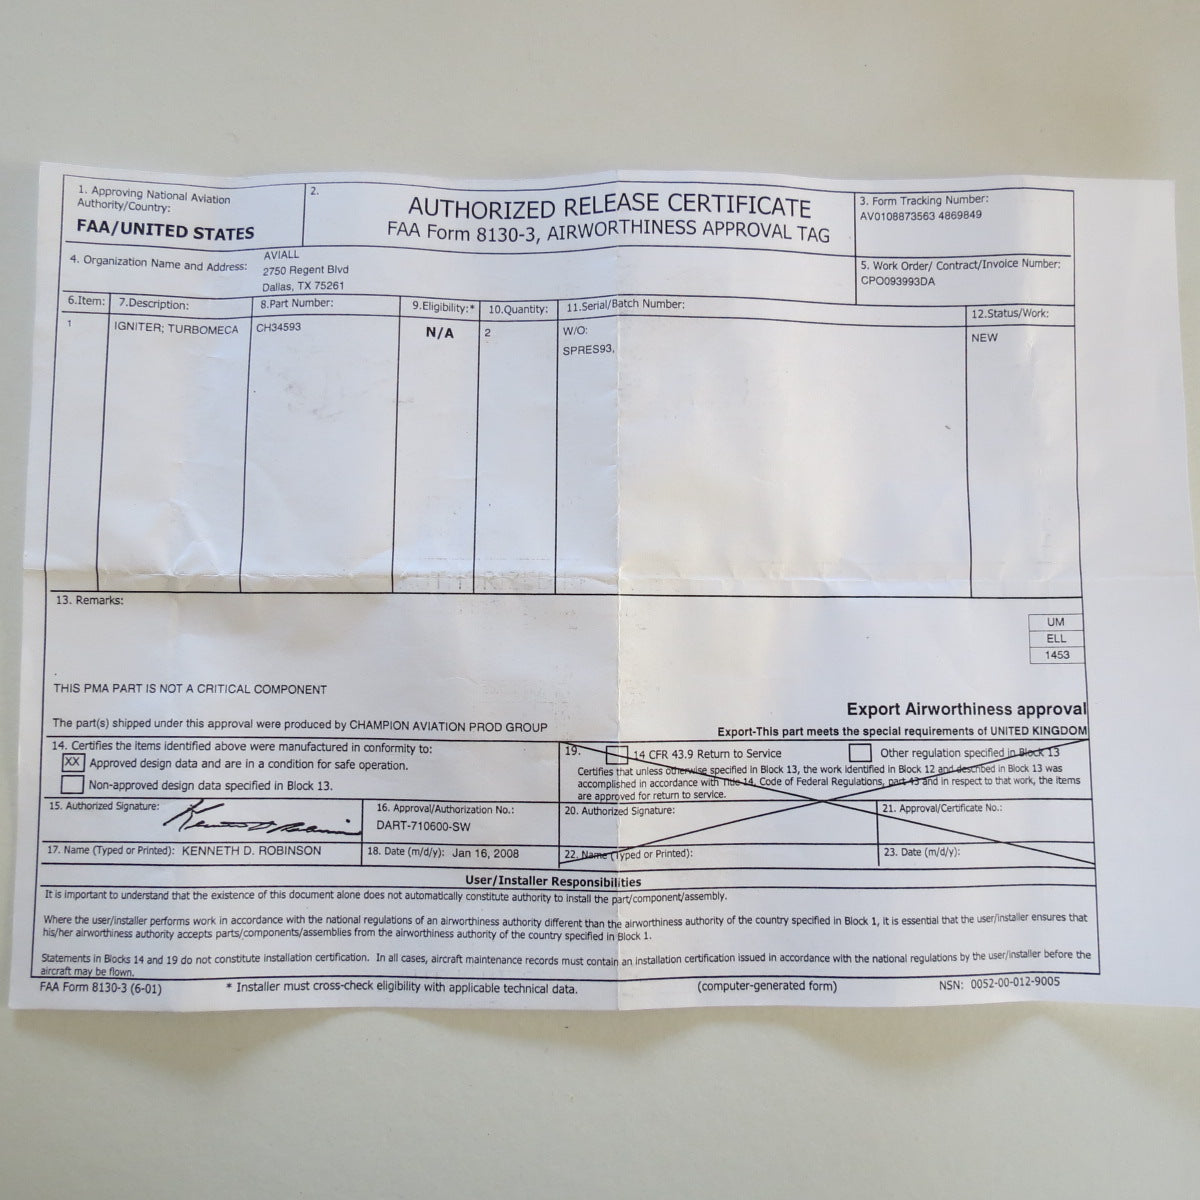 1. Approving National Aviation
Authority/Country:
FAA/UNITED STATES
2.
AUTHORIZED RELEASE CERTIFICATE
FAA Form 8130-3, AIRWORTHINESS APPROVAL TAG
3. Form Tracking Number:
AV0108873563 4869849
4. Organization Name and Address:
AVIALL
2750 Regent Blvd
Dallas, TX 75261
5. Work Order/ Contract/Invoice Number:
CPO093993DA
6.Item: 7.Description: 8.Part Number: 9.Eligibility:* 10.Quantity: 11.Serial/Batch Number: 12.Status/Work:
1 IGNITER; TURBOMECA CH34593 N/A 2 W/O: NEW
SPRES93,
13. Remarks:
UM
ELL
1453
THIS PMA PART IS NOT A CRITICAL COMPONENT
Export Airworthiness approval
The part(s) shipped under this approval were produced by CHAMPION AVIATION PROD GROUP
Export-This part meets the special requirements of UNITED KINGDOM
14. Certifies the items identified above were manufactured in conformity to:
XX Approved design data and are in a condition for safe operation.
Non-approved design data specified in Block 13.
19. 14 CFR 43.9 Return to Service Other regulation specified in Block 13
Certifies that unless otherwise specified in Block 13, the work identified in Block 12 and described in Block 13 was
accomplished in accordance with Title 14, Code of Federal Regulations, part 43 and in respect to that work, the items
are approved for return to service.
15. Authorized Signature:
16. Approval/Authorization No.:
DART-710600-SW
20. Authorized Signature:
21. Approval/Certificate No.:
17. Name (Typed or Printed): KENNETH D. ROBINSON
18. Date (m/d/y): Jan 16, 2008
22. Name (Typed or Printed):
23. Date (m/d/y):
User/Installer Responsibilities
It is important to understand that the existence of this document alone does not automatically constitute authority to install the part/component/assembly.
Where the user/installer performs work in accordance with the national regulations of an airworthiness authority different than the airworthiness authority of the country specified in Block 1, it is essential that the user/installer ensures that
his/her airworthiness authority accepts parts/components/assemblies from the airworthiness authority of the country specified in Block 1.
Statements in Blocks 14 and 19 do not constitute installation certification. In all cases, aircraft maintenance records must contain an installation certification issued in accordance with the national regulations by the user/installer before the
aircraft may be flown.
FAA Form 8130-3 (6-01) * Installer must cross-check eligibility with applicable technical data. (computer-generated form) NSN: 0052-00-012-9005